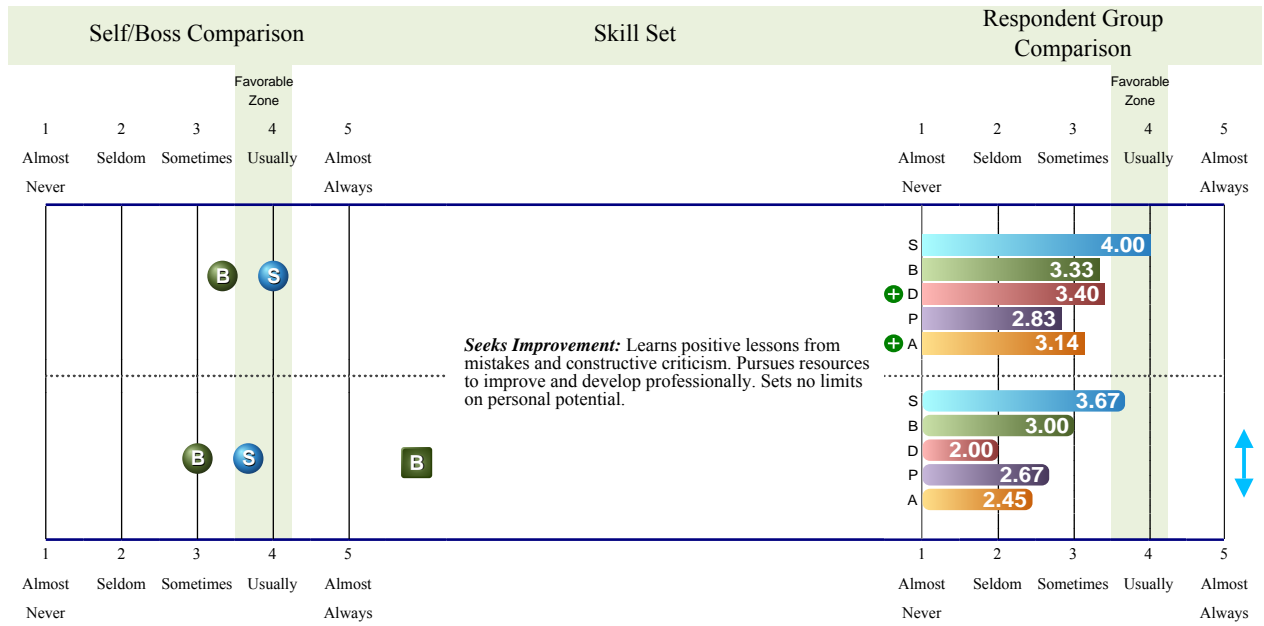 Self/Boss Comparison
Skill Set
Respondent Group
Comparison
Favorable
Zone
1 2 3 4 5
Almost Seldom Sometimes Usually Almost
Never Always
Favorable
Zone
1 2 3 4 5
Almost Seldom Sometimes Usually Almost
Never Always
B S
Seeks Improvement: Learns positive lessons from
mistakes and constructive criticism. Pursues resources
to improve and develop professionally. Sets no limits
on personal potential.
S 4.00
B 3.33
+ D 3.40
P 2.83
+ A 3.14
B S B
S 3.67
B 3.00
D 2.00
P 2.67
A 2.45
1 2 3 4 5
Almost Seldom Sometimes Usually Almost
Never Always
1 2 3 4 5
Almost Seldom Sometimes Usually Almost
Never Always